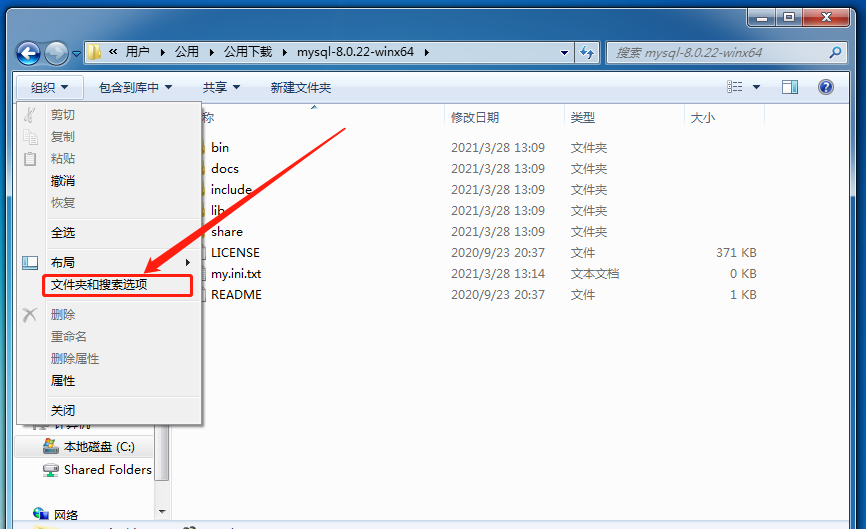 « 用户 ▸ 公用 ▸ 公用下载 ▸ mysql-8.0.22-winx64 ▸
搜索 mysql-8.0.22-winx64
组织 包含到库中 共享 新建文件夹
剪切
复制
粘贴
撤消
恢复
全选
布局
文件夹和搜索选项
删除
重命名
删除属性
属性
关闭
称 修改日期 类型 大小
bin 2021/3/28 13:09 文件夹
docs 2021/3/28 13:09 文件夹
include 2021/3/28 13:09 文件夹
lib 2021/3/28 13:09 文件夹
share 2021/3/28 13:09 文件夹
LICENSE 2020/9/23 20:37 文件 371 KB
my.ini.txt 2021/3/28 13:14 文本文档 0 KB
README 2020/9/23 20:37 文件 1 KB
本地磁盘 (C:)
Shared Folders
网络